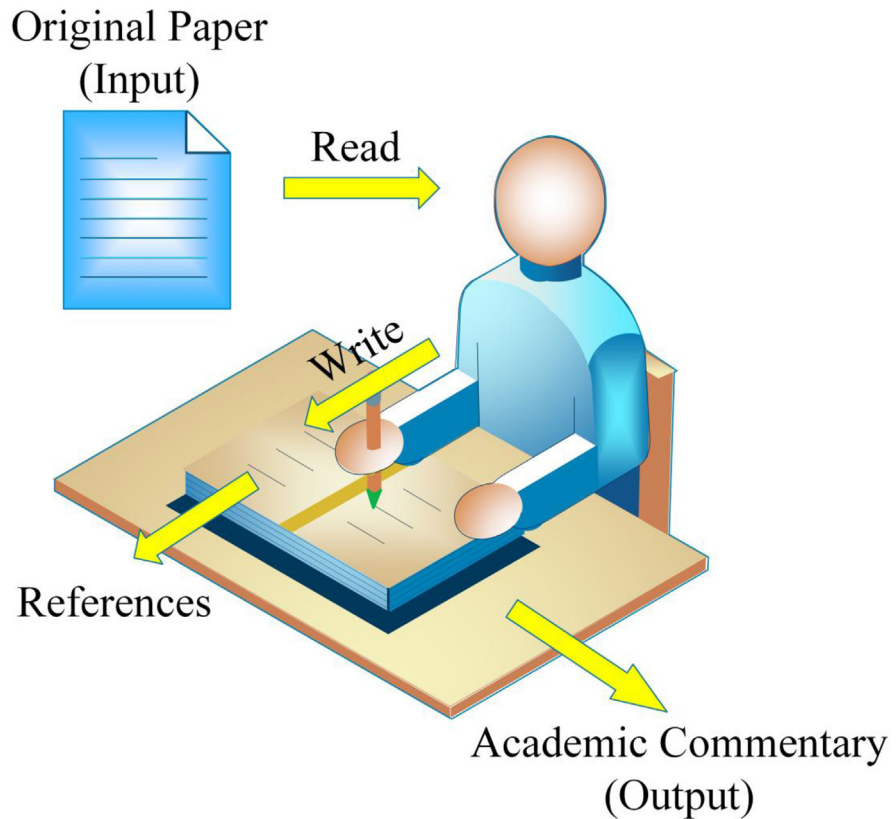 Original Paper
(Input)
Read
Write
References
Academic Commentary
(Output)